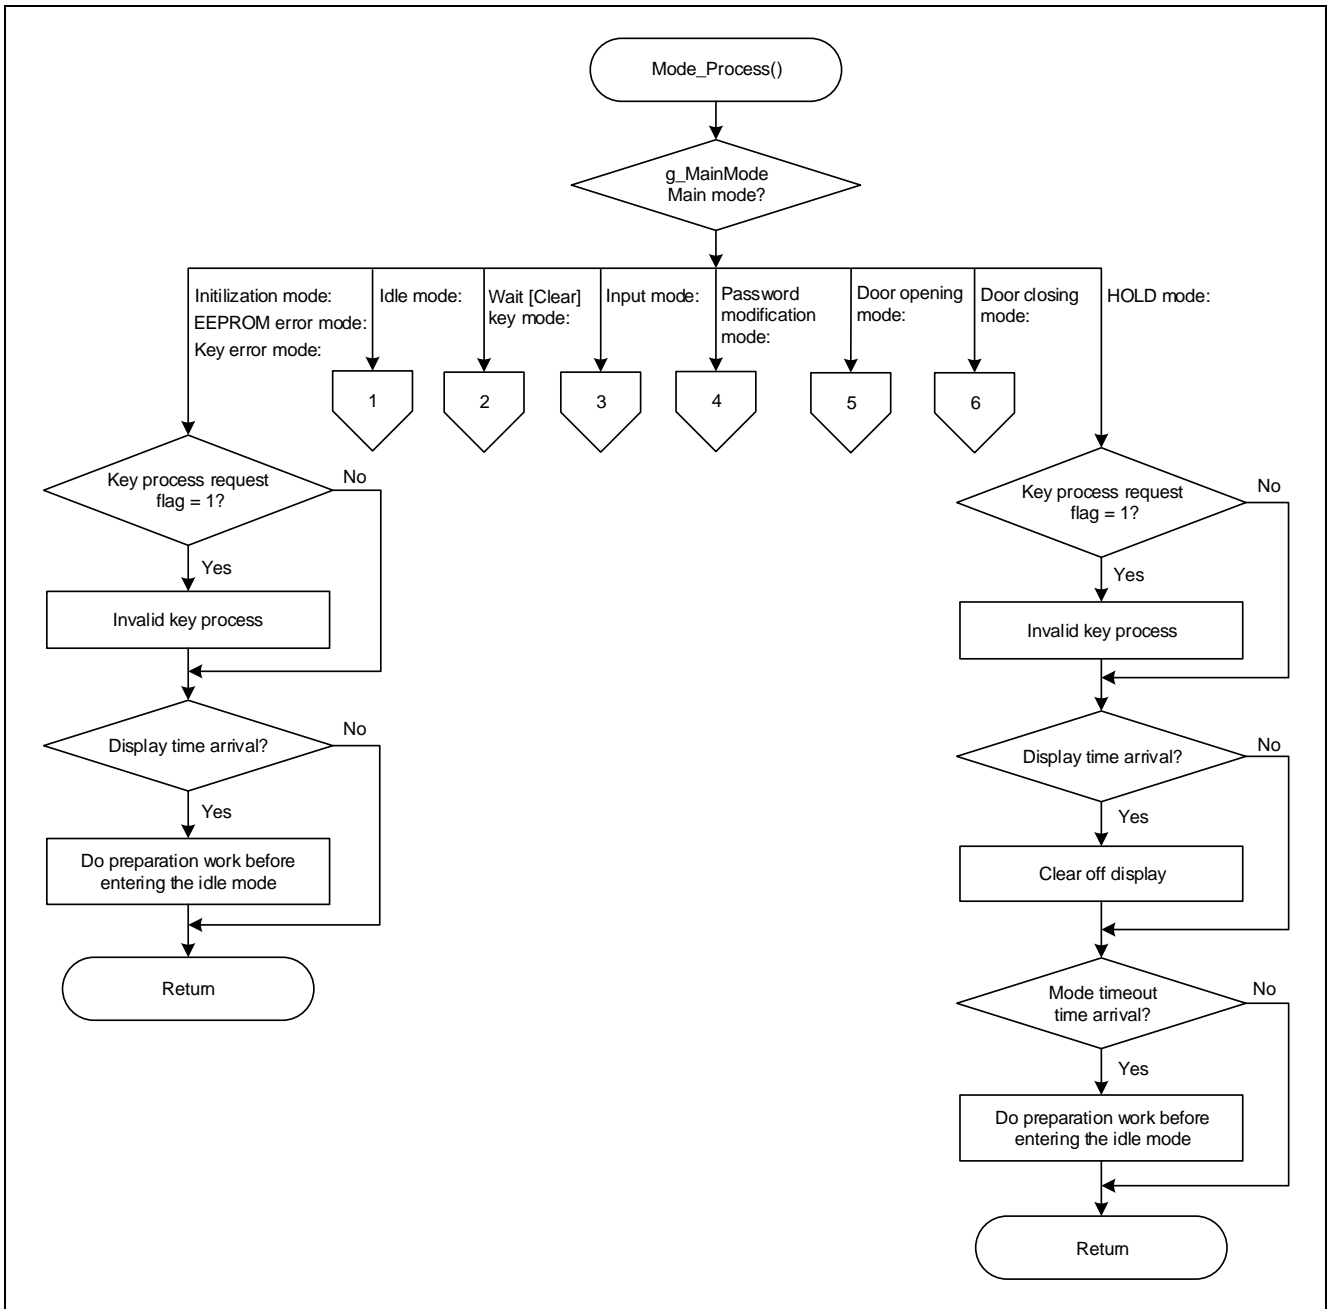 Mode_Process()
g_MainMode
Main mode?
Initilization mode:
EEPROM error mode:
Key error mode:
Idle mode:
Wait [Clear]
key mode:
Input mode:
Password
modification
mode:
Door opening
mode:
Door closing
mode:
HOLD mode:
1
2
3
4
5
6
Key process request
flag = 1?
No
Yes
Invalid key process
Display time arrival?
No
Yes
Do preparation work before
entering the idle mode
Return
Key process request
flag = 1?
No
Yes
Invalid key process
Display time arrival?
No
Yes
Clear off display
Mode timeout
time arrival?
No
Yes
Do preparation work before
entering the idle mode
Return